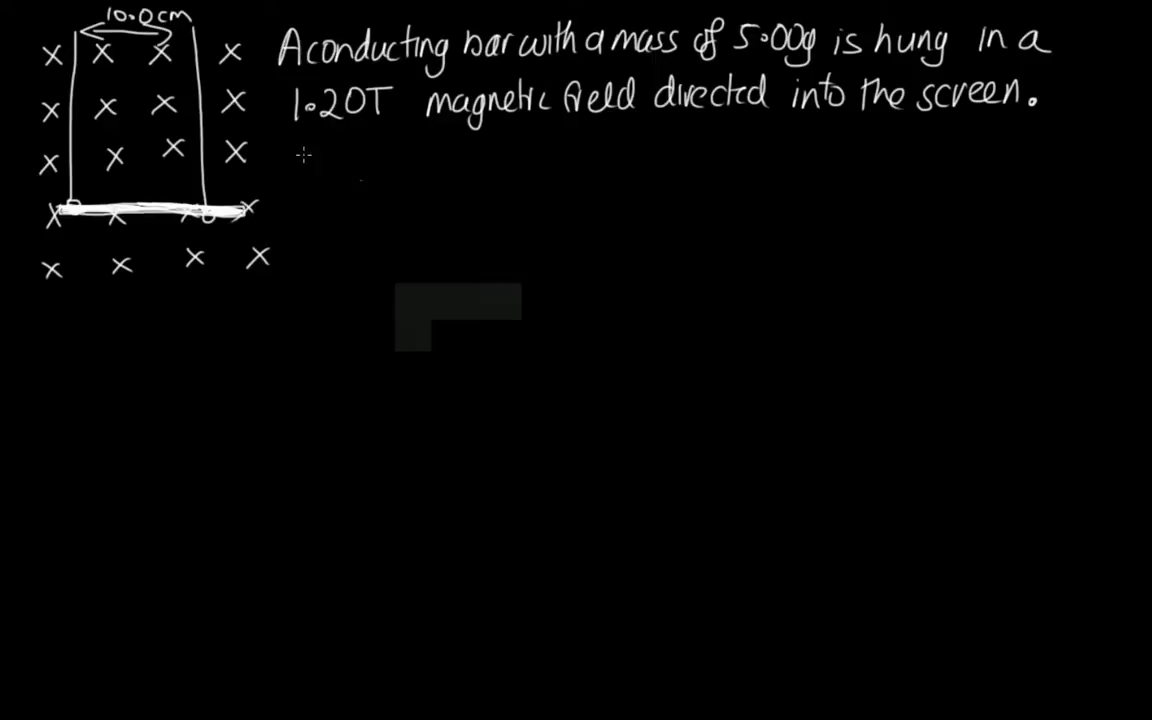 10.0cm
A conducting bar with a mass of 5.00g is hung in a
1.20T magnetic field directed into the screen.
X X X X
X X X X
X X X X
X X X X
X X X X